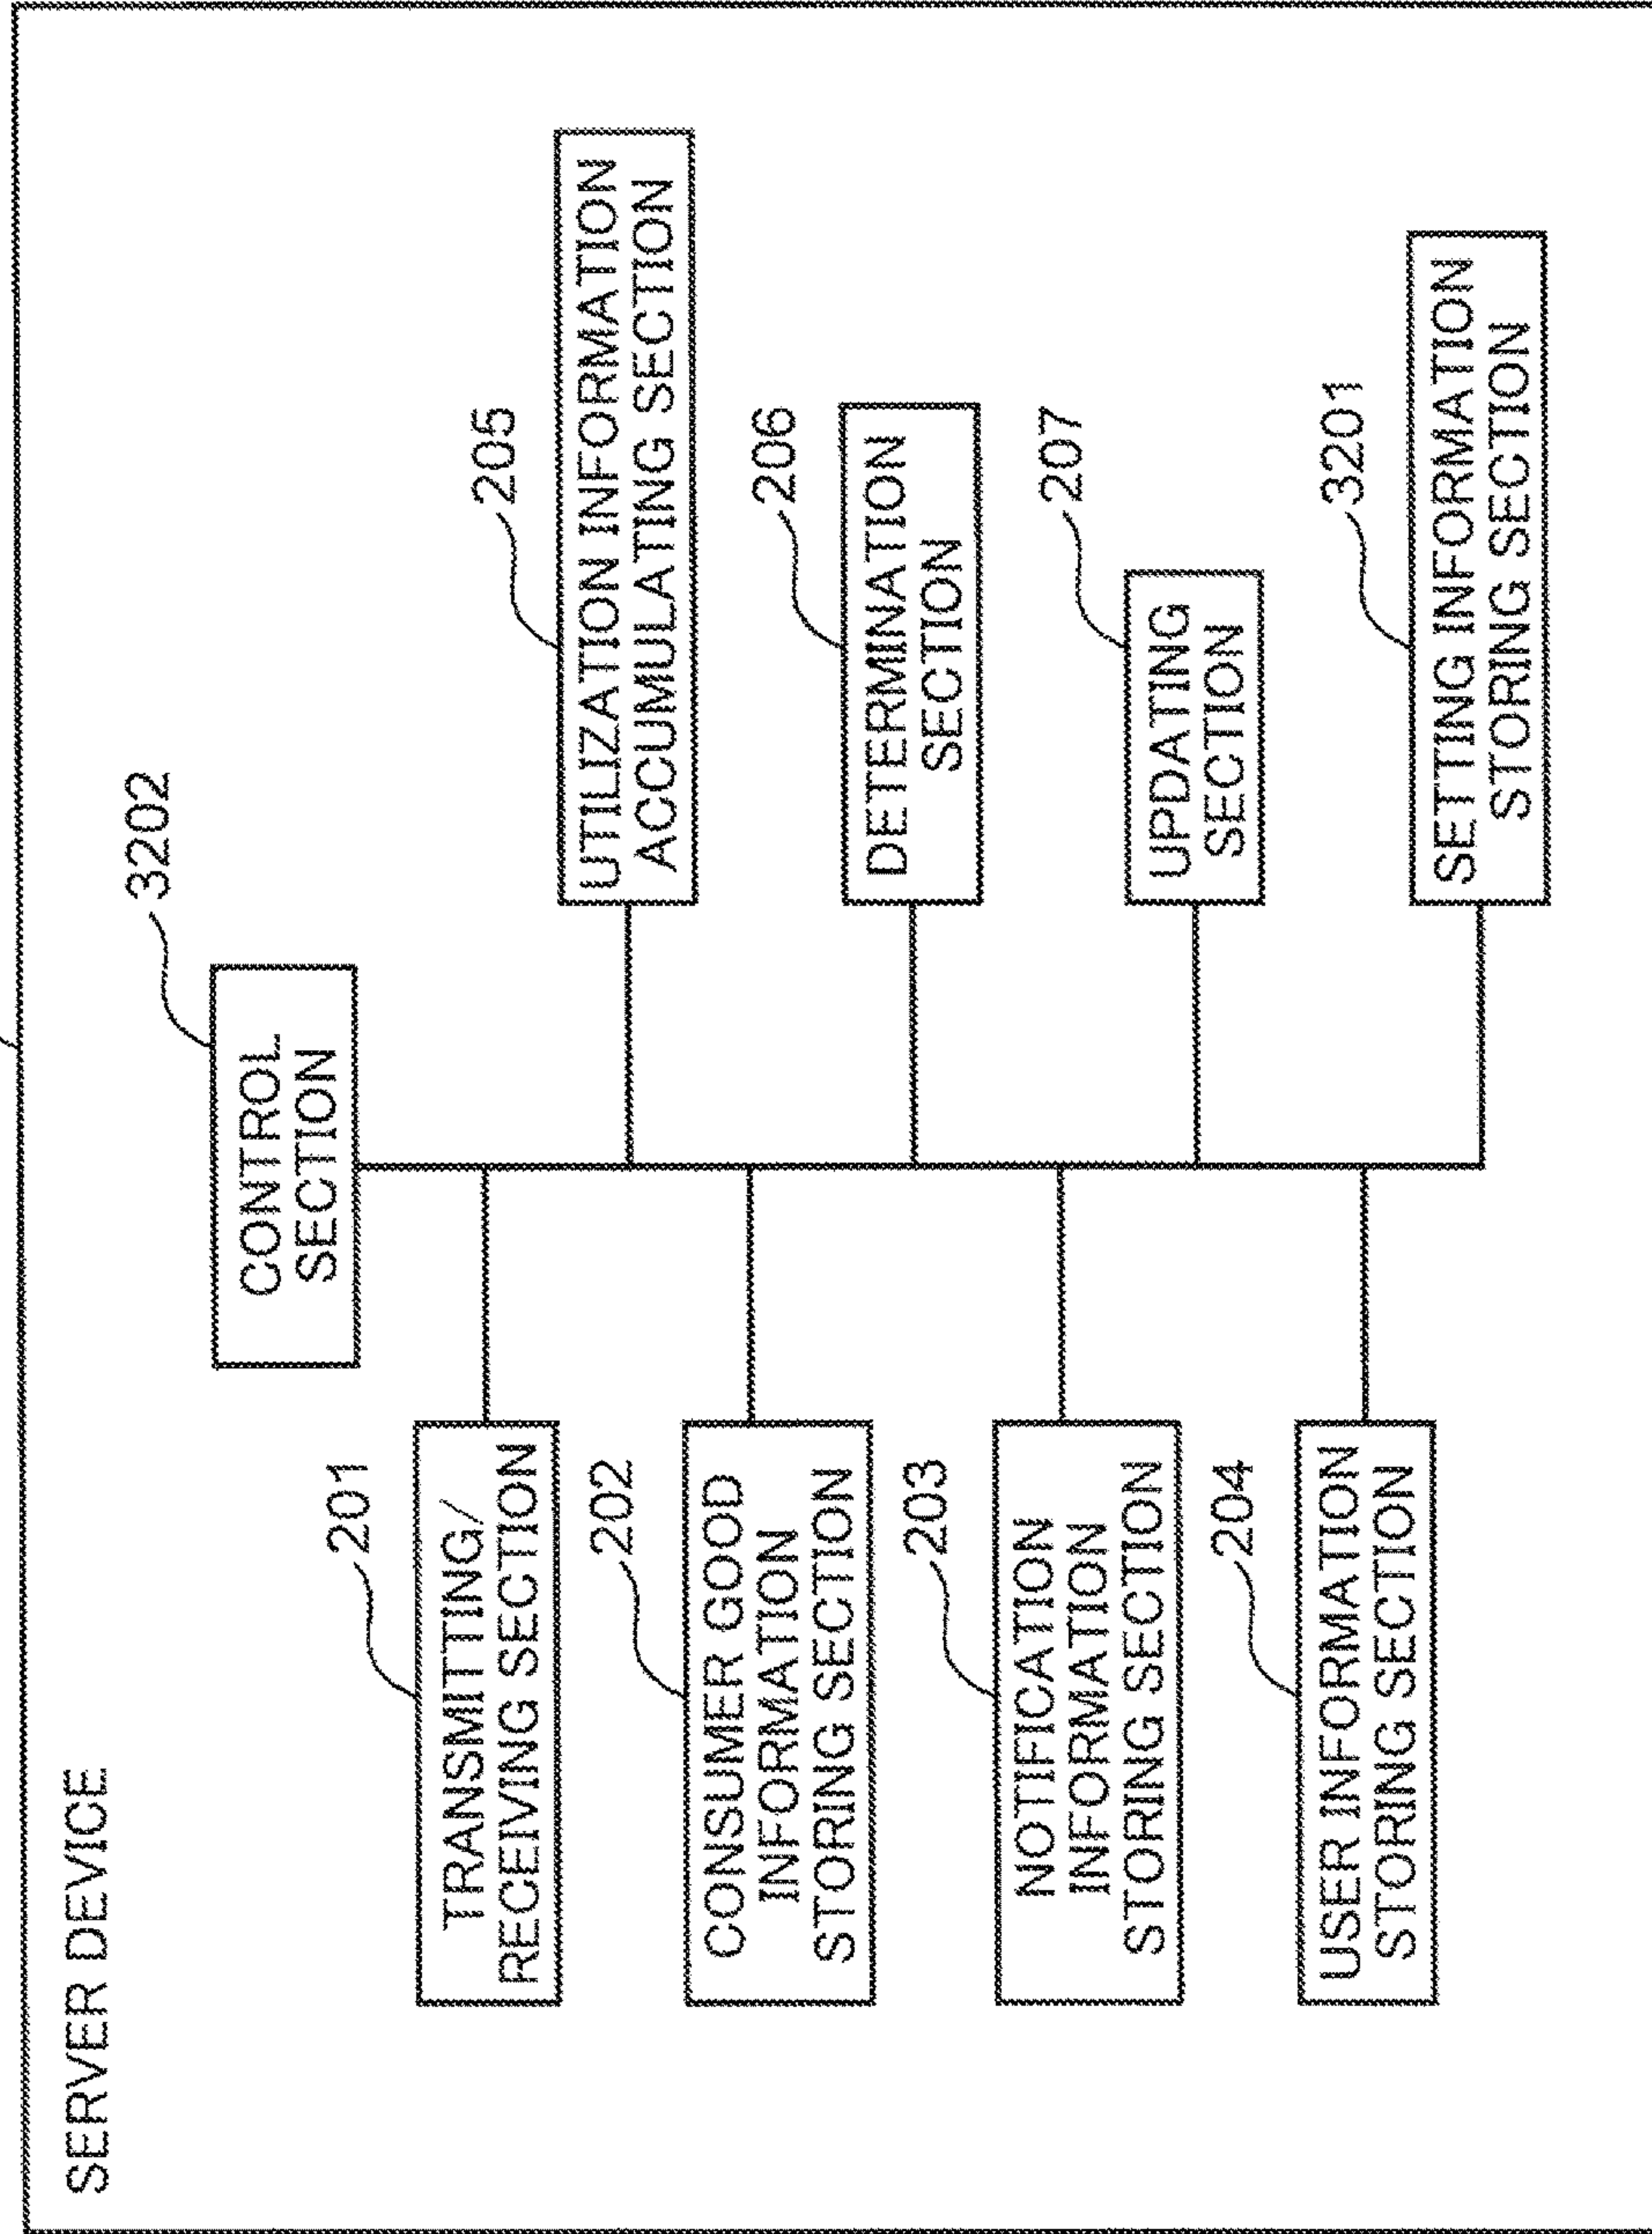 SERVER DEVICE
3202
CONTROL
SECTION
201
TRANSMITTING/
RECEIVING SECTION
202
CONSUMER GOOD
INFORMATION
STORING SECTION
203
NOTIFICATION
INFORMATION
STORING SECTION
204
USER INFORMATION
STORING SECTION
205
UTILIZATION INFORMATION
ACCUMULATING SECTION
206
DETERMINATION
SECTION
207
UPDATING
SECTION
3201
SETTING INFORMATION
STORING SECTION